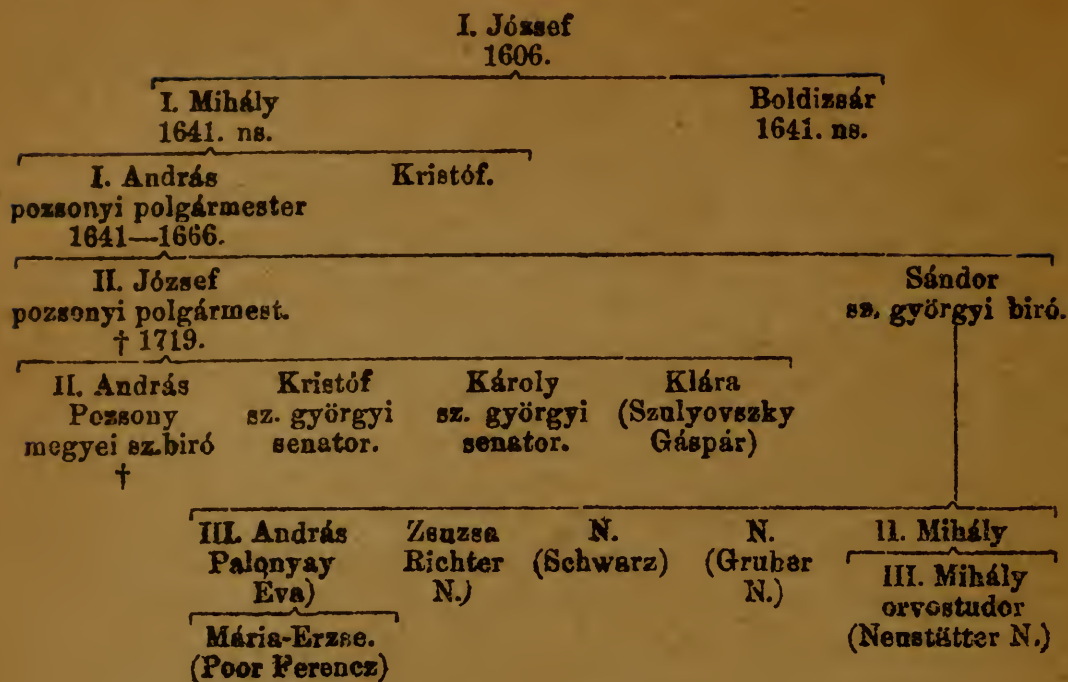 I. József
1606.
I. Mihály
1641. ns.
Boldizsár
1641. ns.
I. András
pozsonyi polgármester
1641—1666.
Kristóf.
II. József
pozsonyi polgármest.
† 1719.
Sándor
sz. györgyi biró.
II. András
Pozsony
megyei sz.biró
†
Kristóf
sz. györgyi
senator.
Károly
sz. györgyi
senator.
Klára
(Szulyovszky
Gáspár)
III. András
Palonyay
Eva)
Zsuzsa
Richter
N.)
N.
(Schwarz)
N.
(Gruber
N.)
II. Mihály
III. Mihály
orvostudor
(Neustätter N.)
Mária-Erzse.
(Poor Ferencz)